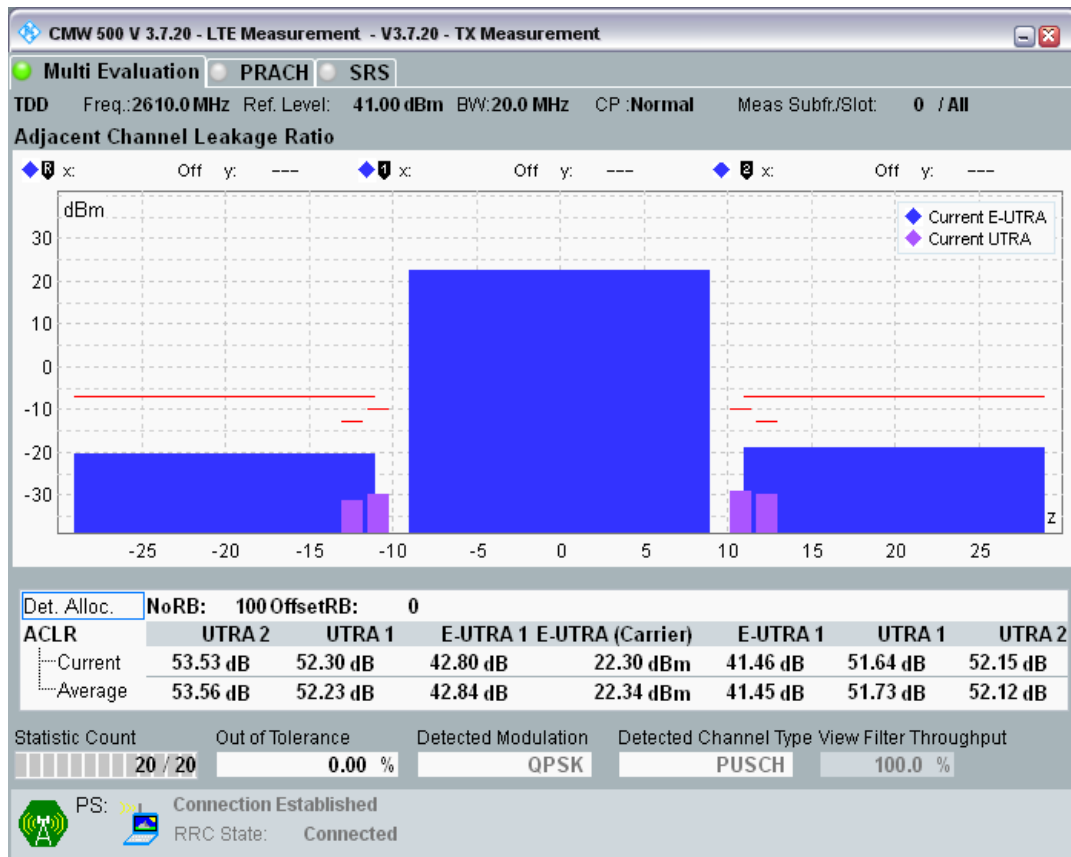 CMW 500 V 3.7.20 - LTE Measurement - V3.7.20 - TX Measurement
Multi Evaluation PRACH SRS
TDD Freq.:2610.0 MHz Ref. Level: 41.00 dBm BW:20.0 MHz CP :Normal Meas Subfr./Slot: 0 / All
Adjacent Channel Leakage Ratio
R x: Off y: --- 1 x: Off y: --- 2 x: Off y: ---
dBm
Current E-UTRA
Current UTRA
30
20
10
0
-10
-20
-30
z
-25 -20 -15 -10 -5 0 5 10 15 20 25
Det. Alloc. NoRB: 100 OffsetRB: 0
ACLR UTRA 2 UTRA 1 E-UTRA 1 E-UTRA (Carrier) E-UTRA 1 UTRA 1 UTRA 2
Current 53.53 dB 52.30 dB 42.80 dB 22.30 dBm 41.46 dB 51.64 dB 52.15 dB
Average 53.56 dB 52.23 dB 42.84 dB 22.34 dBm 41.45 dB 51.73 dB 52.12 dB
Statistic Count Out of Tolerance Detected Modulation Detected Channel Type View Filter Throughput
20 / 20 0.00 % QPSK PUSCH 100.0 %
PS: Connection Established
RRC State: Connected